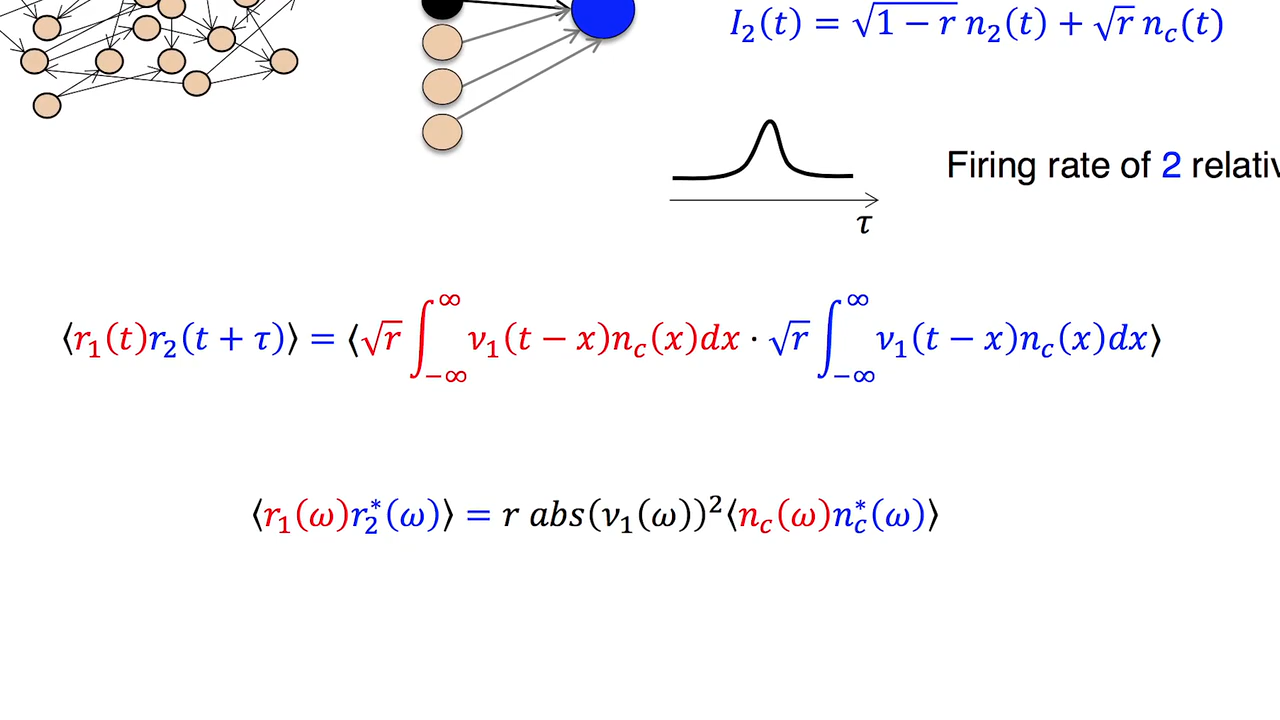 I₂(t) = √(1 − r) n₂(t) + √r n_c(t)
Firing rate of 2 relativ
τ
⟨r₁(t)r₂(t + τ)⟩ = ⟨√r ∫_{−∞}^{∞} ν₁(t − x)n_c(x)dx · √r ∫_{−∞}^{∞} ν₁(t − x)n_c(x)dx⟩
⟨r₁(ω)r₂*(ω)⟩ = r abs(ν₁(ω))²⟨n_c(ω)n_c*(ω)⟩